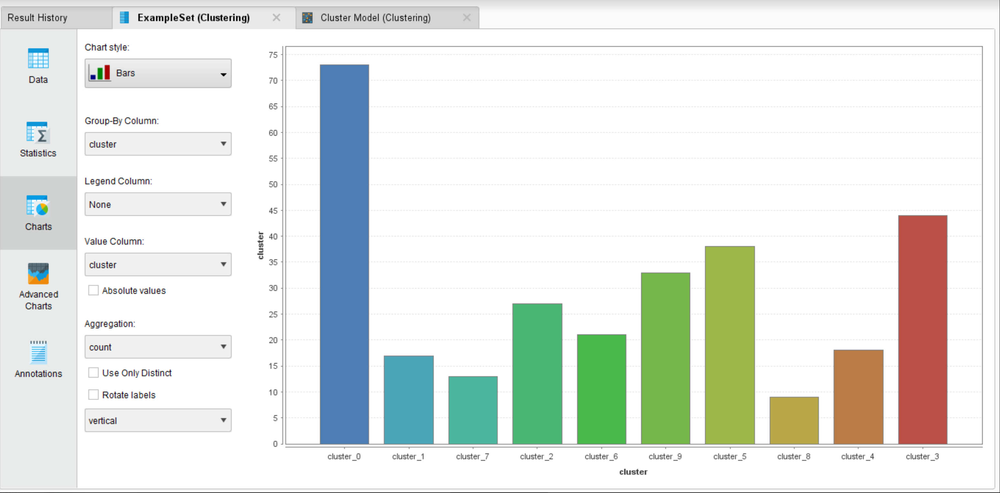 Result History
ExampleSet (Clustering)
Cluster Model (Clustering)
Data
Statistics
Charts
Advanced
Charts
Annotations
Chart style:
Bars
Group-By Column:
cluster
Legend Column:
None
Value Column:
cluster
Absolute values
Aggregation:
count
Use Only Distinct
Rotate labels
vertical
cluster
75
70
65
60
55
50
45
40
35
30
25
20
15
10
5
0
cluster_0 cluster_1 cluster_7 cluster_2 cluster_6 cluster_9 cluster_5 cluster_8 cluster_4 cluster_3
cluster